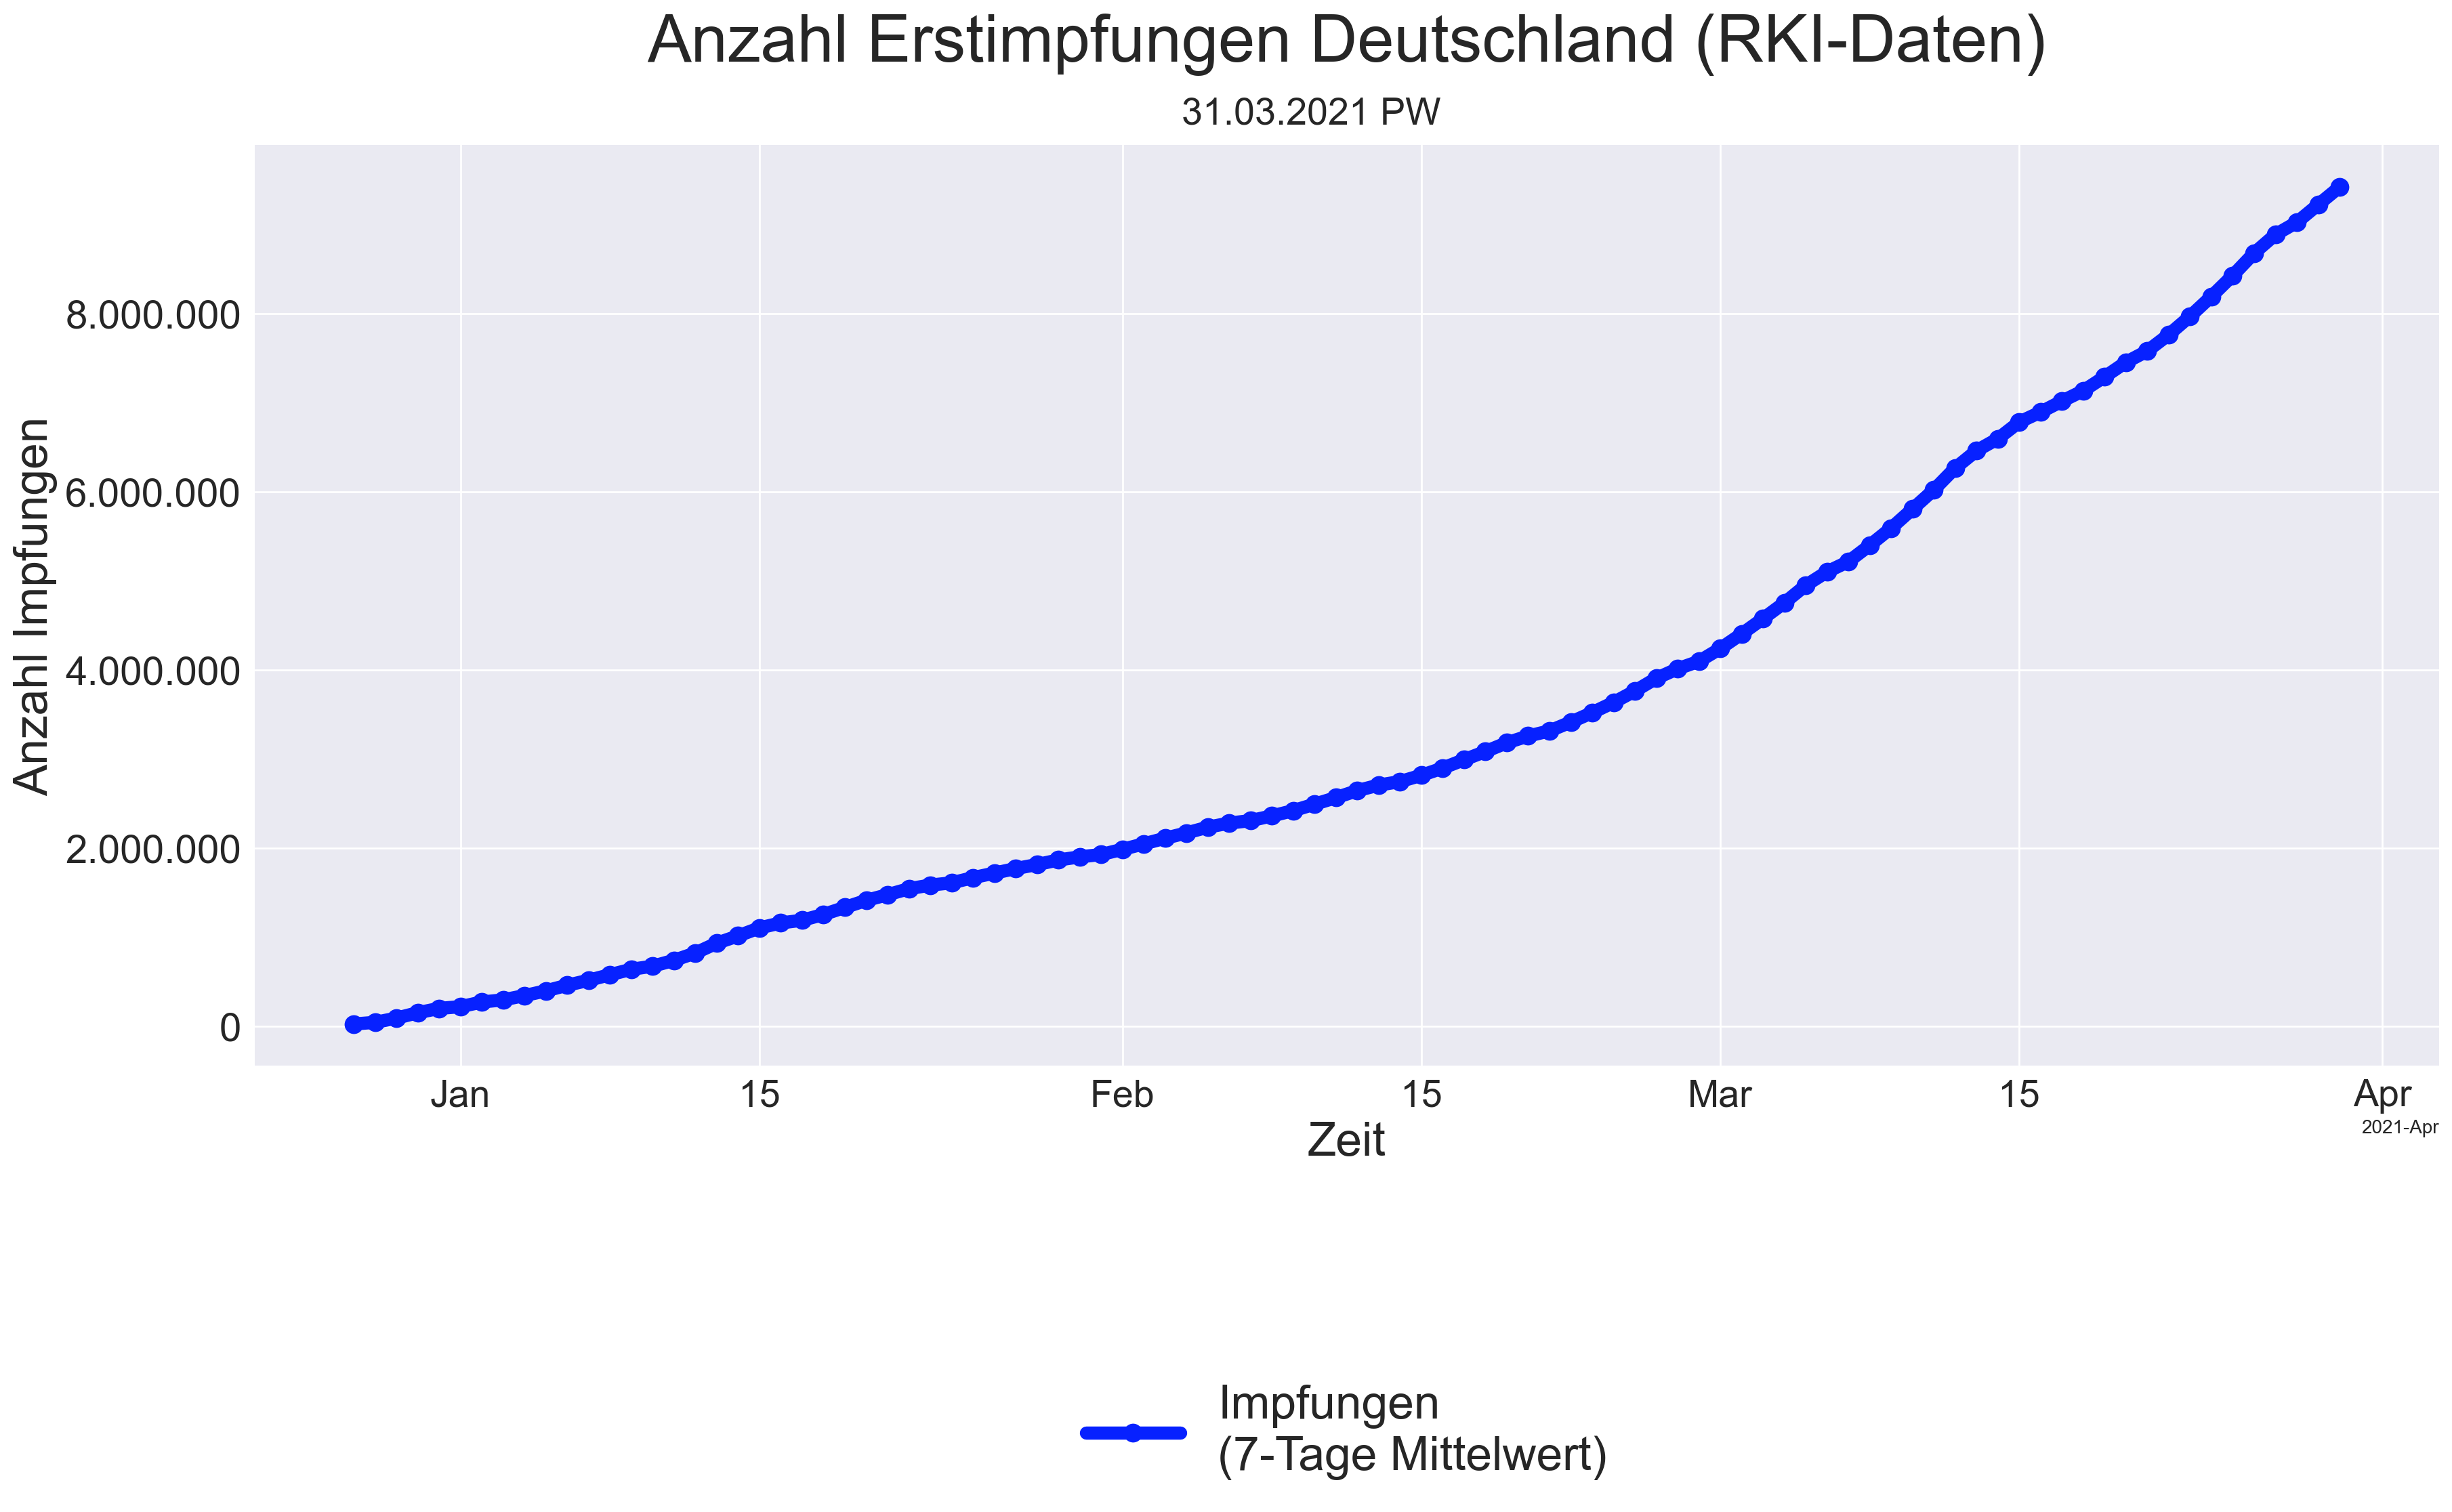 Anzahl Erstimpfungen Deutschland (RKI-Daten)
31.03.2021 PW
Anzahl Impfungen
8.000.000
6.000.000
4.000.000
2.000.000
0
Jan
15
Feb
15
Mar
15
Apr
2021-Apr
Zeit
Impfungen
(7-Tage Mittelwert)